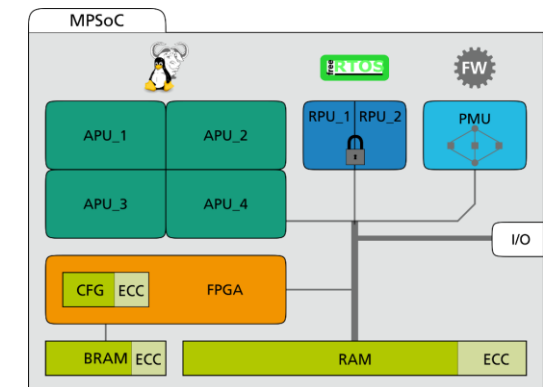 MPSoC
free RTOS
FW
APU_1
APU_2
RPU_1
RPU_2
PMU
APU_3
APU_4
I/O
CFG
ECC
FPGA
BRAM
ECC
RAM
ECC